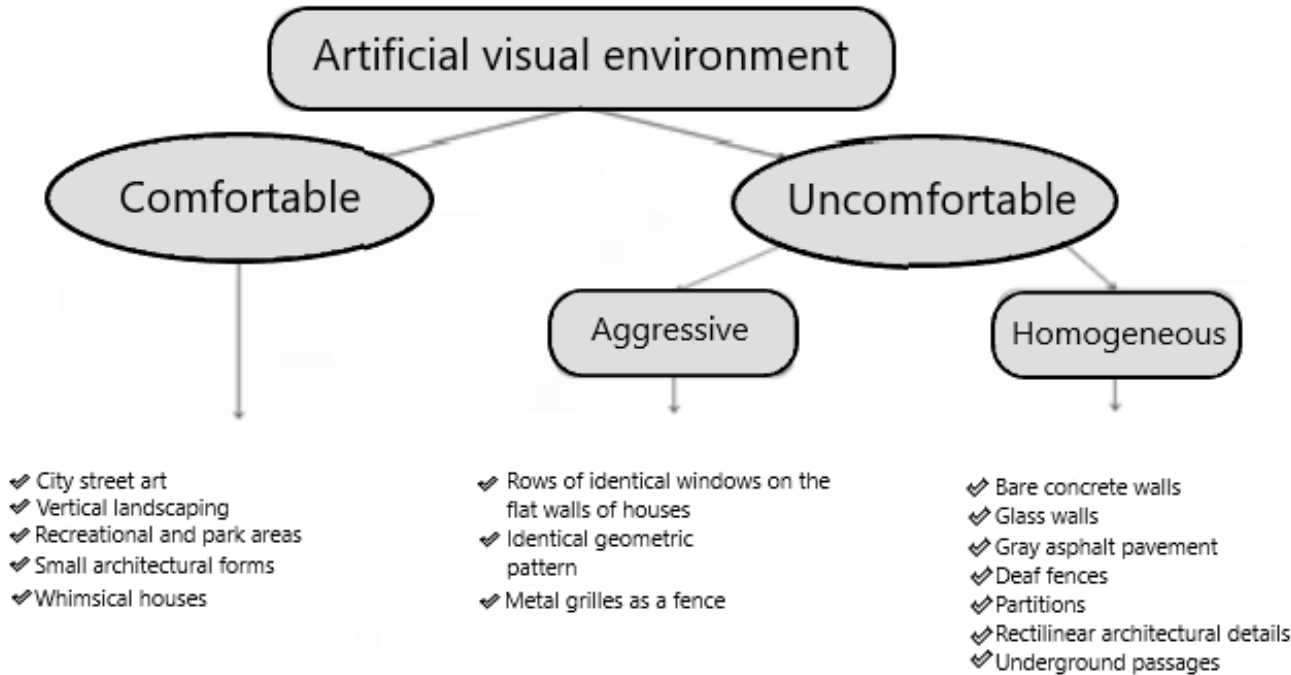 Artificial visual environment
Comfortable
Uncomfortable
Aggressive
Homogeneous
City street art
Vertical landscaping
Recreational and park areas
Small architectural forms
Whimsical houses
Rows of identical windows on the
flat walls of houses
Identical geometric
pattern
Metal grilles as a fence
Bare concrete walls
Glass walls
Gray asphalt pavement
Deaf fences
Partitions
Rectilinear architectural details
Underground passages